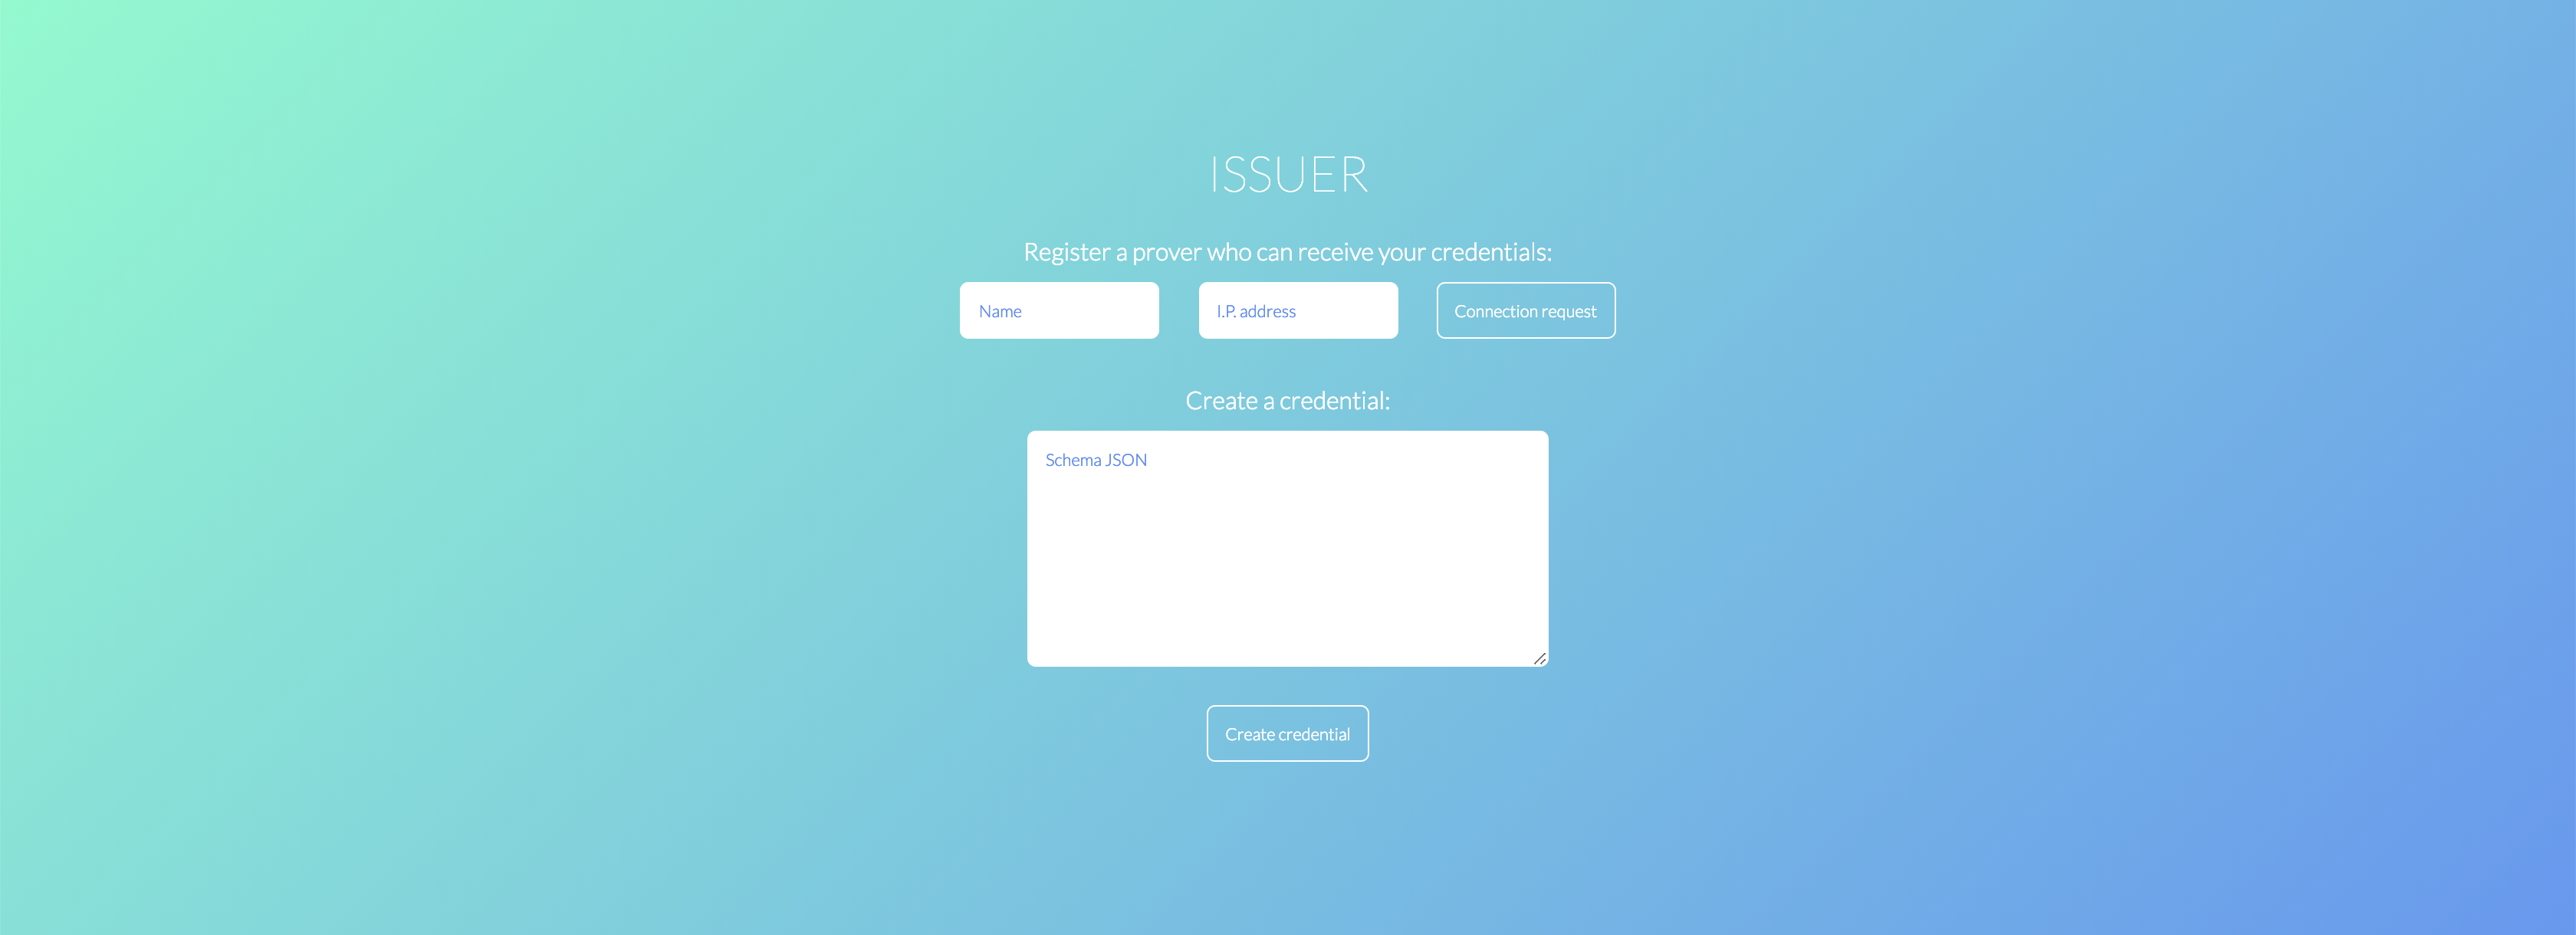 ISSUER
Register a prover who can receive your credentials:
Name
I.P. address
Connection request
Create a credential:
Schema JSON
Create credential